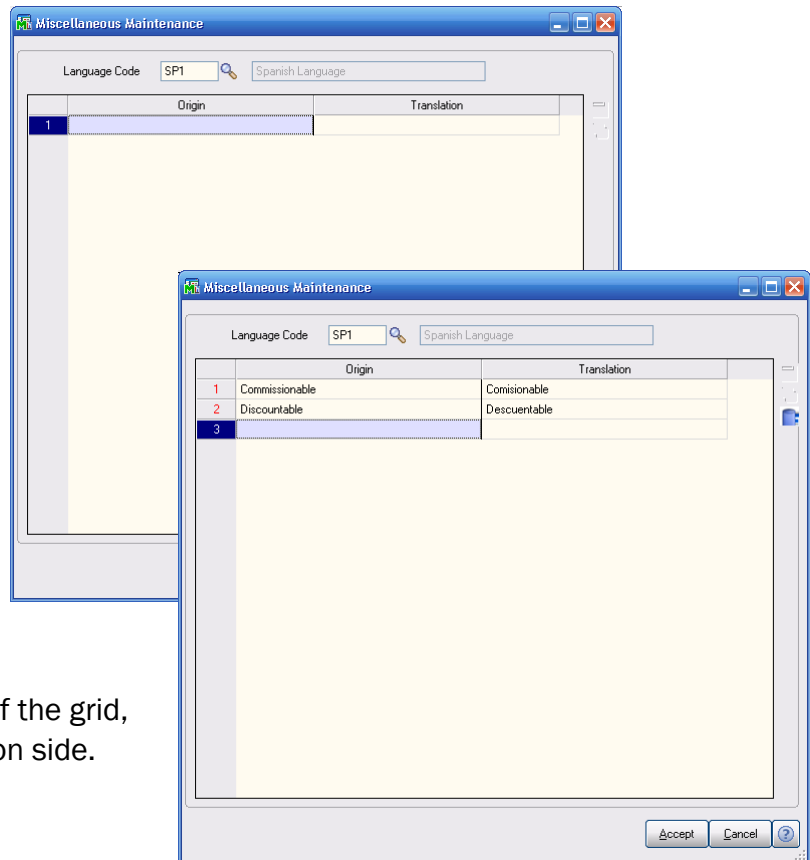 Miscellaneous Maintenance
Language Code SP1 Spanish Language
Origin Translation
1
Miscellaneous Maintenance
Language Code SP1 Spanish Language
Origin Translation
1 Commissionable Comisionable
2 Discountable Descuentable
3
f the grid,
on side.
Accept Cancel ?